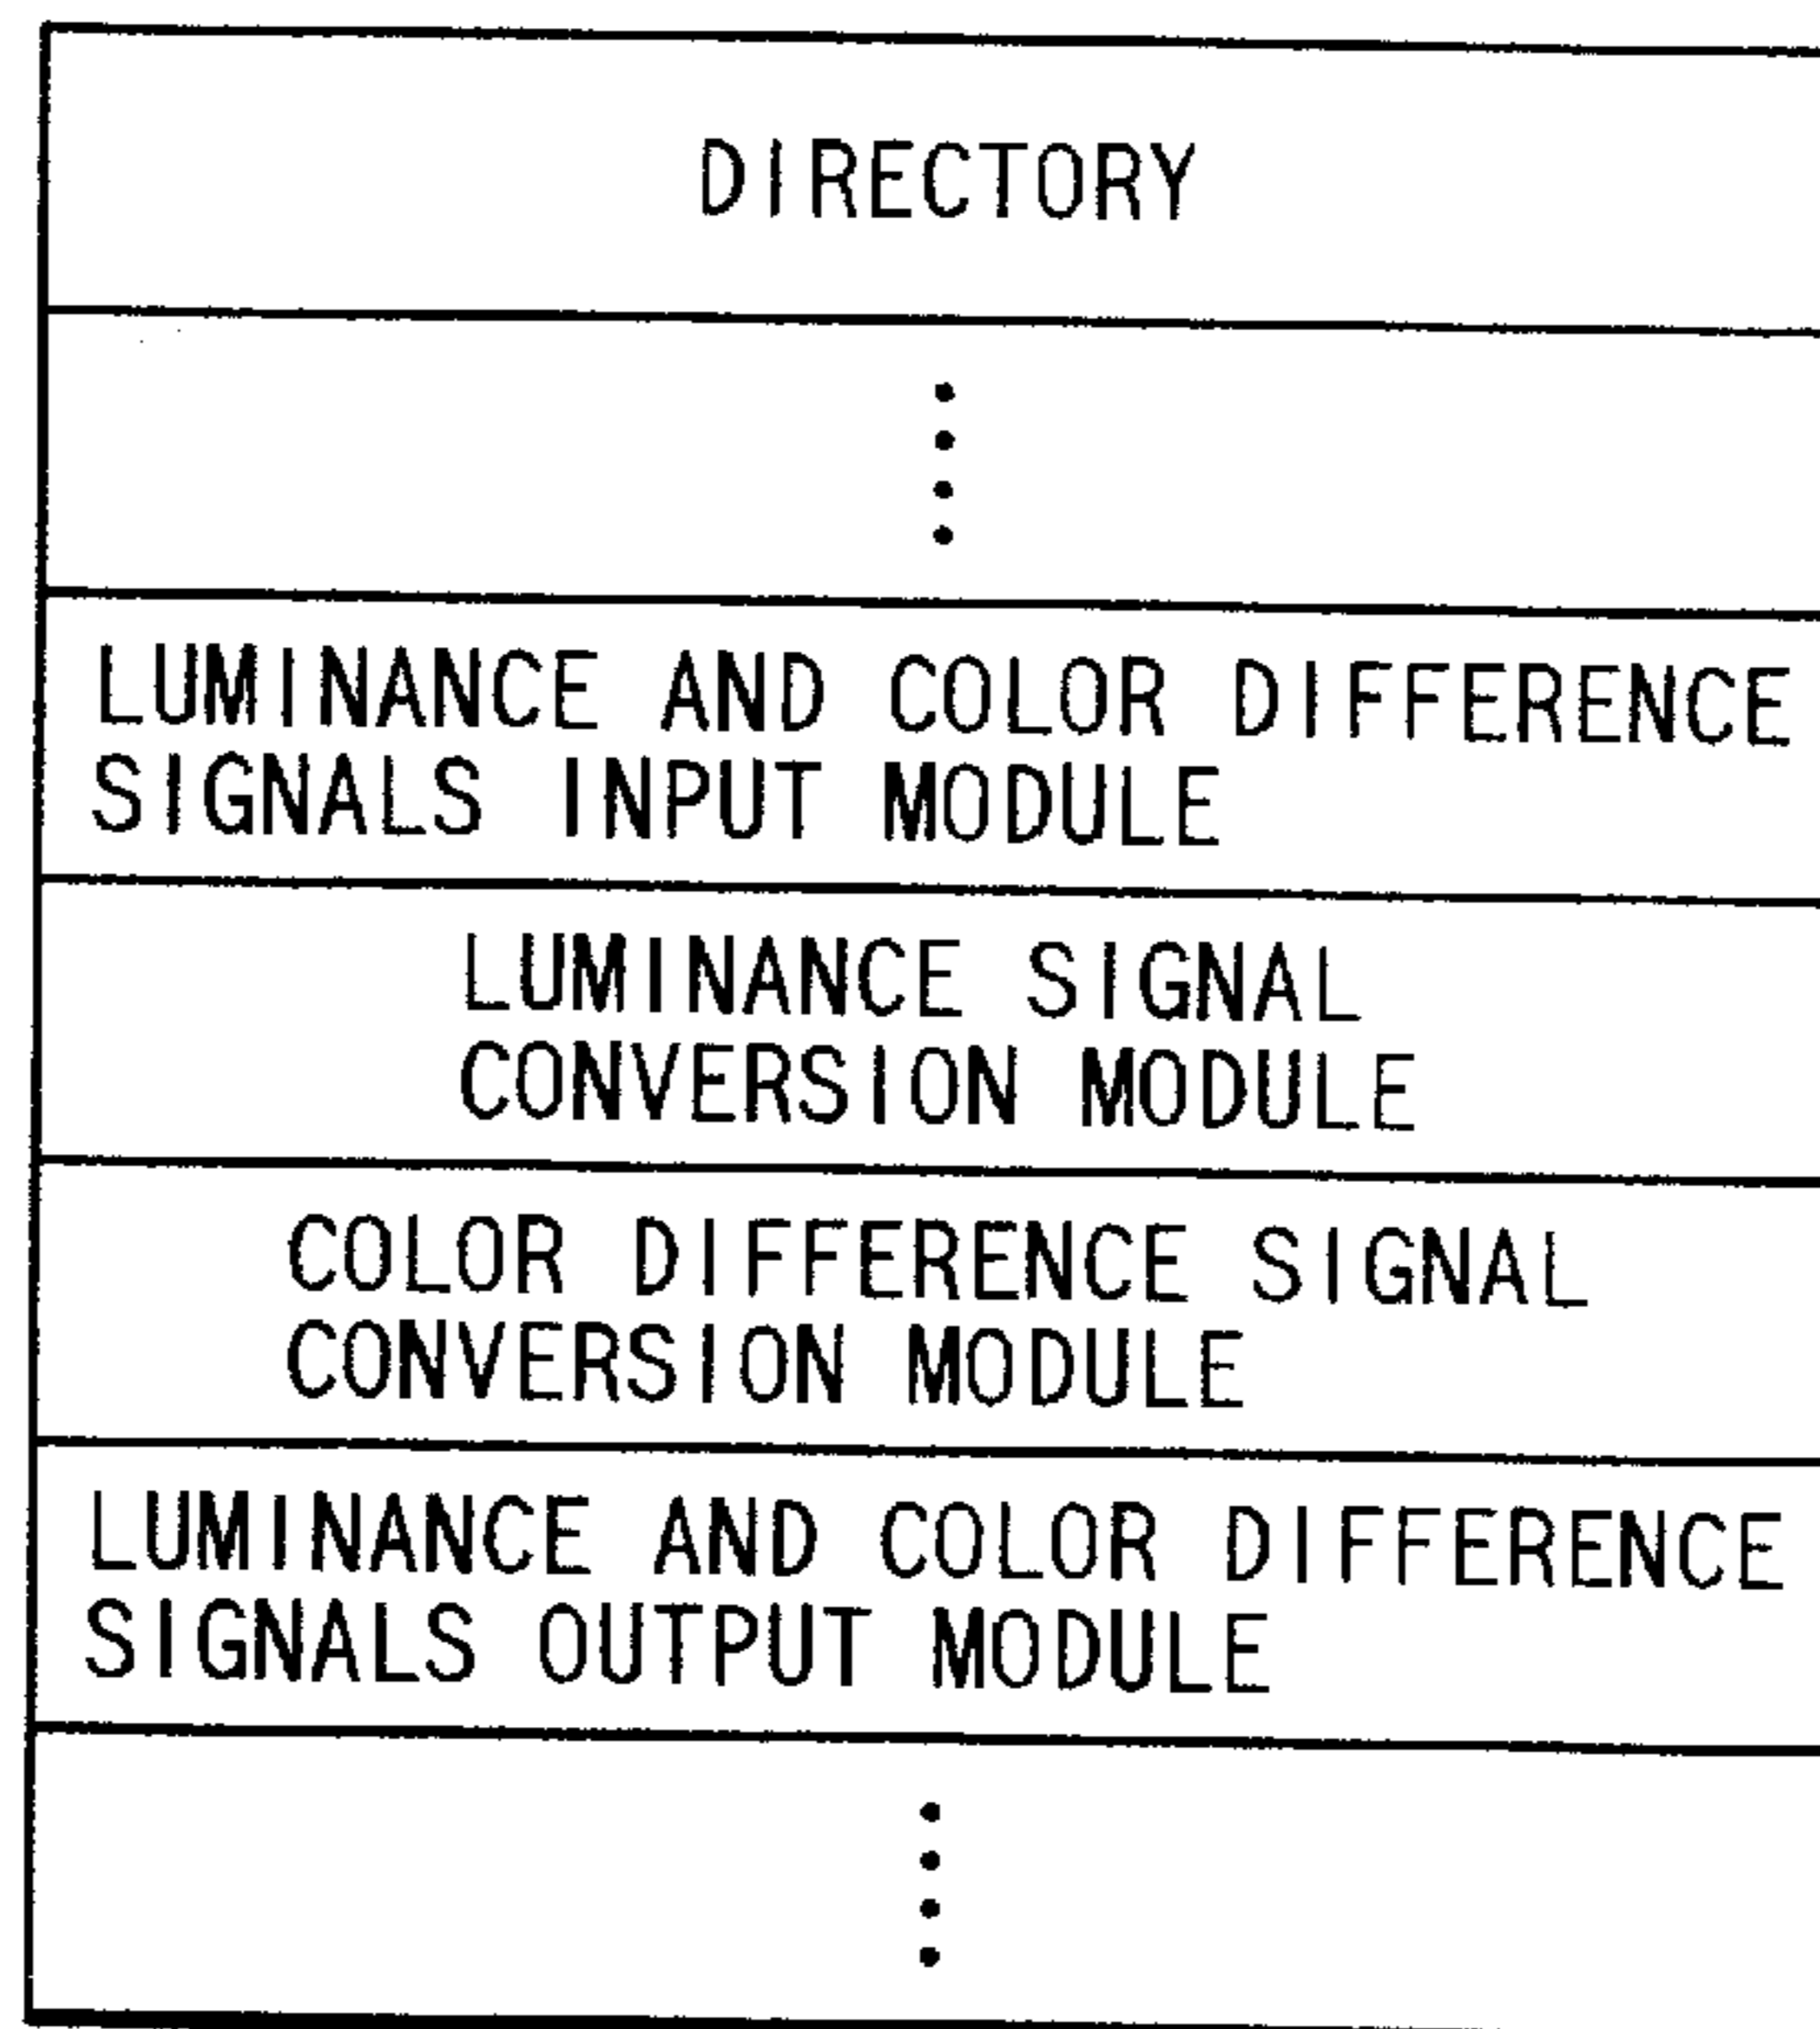 DIRECTORY
LUMINANCE AND COLOR DIFFERENCE
SIGNALS INPUT MODULE
LUMINANCE SIGNAL
CONVERSION MODULE
COLOR DIFFERENCE SIGNAL
CONVERSION MODULE
LUMINANCE AND COLOR DIFFERENCE
SIGNALS OUTPUT MODULE